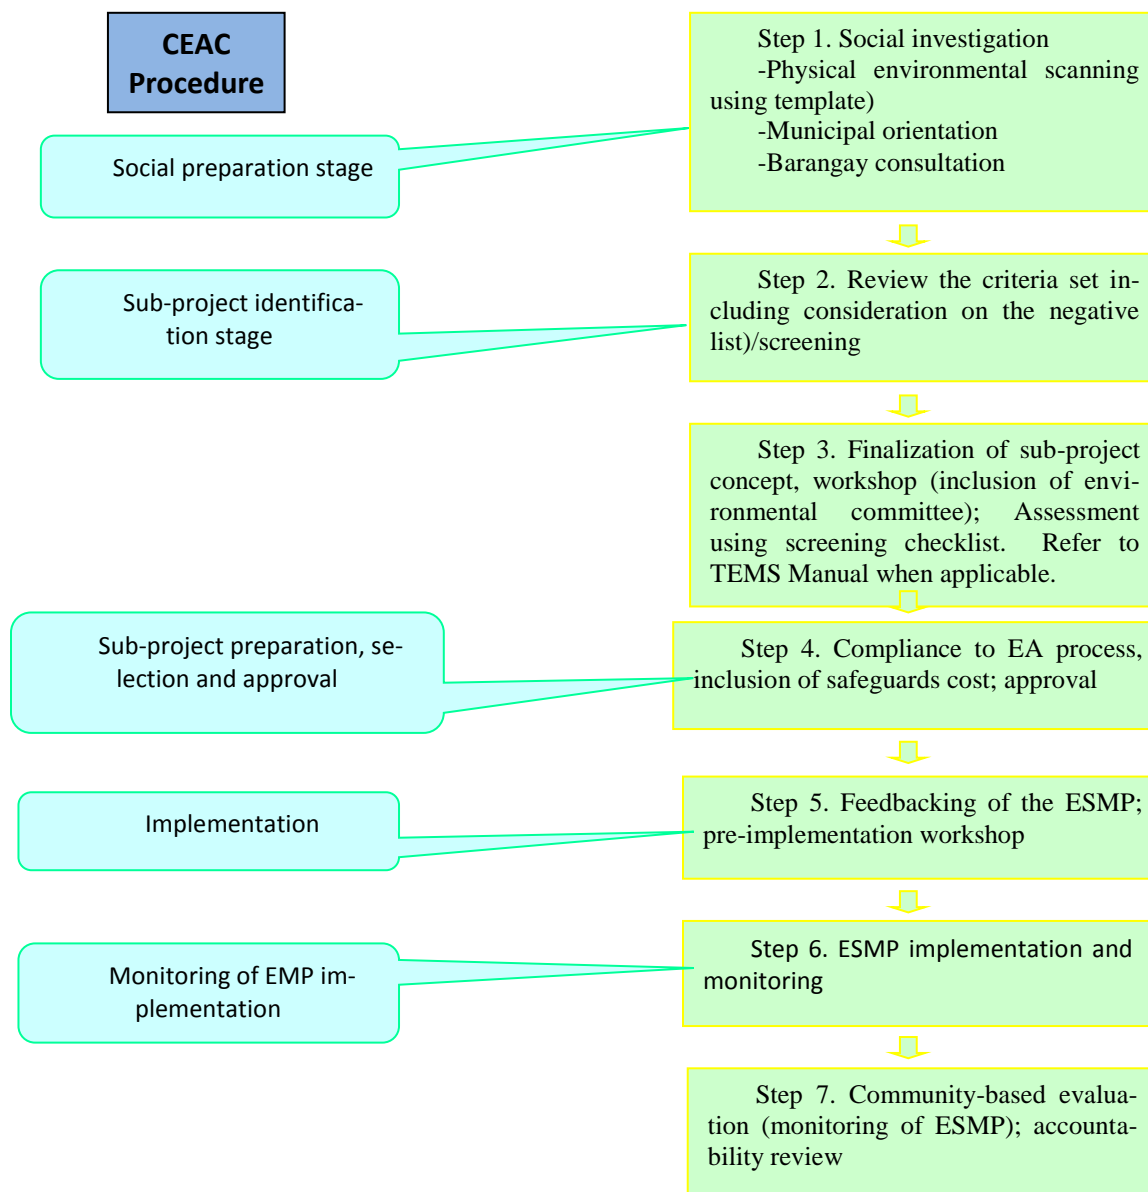 CEAC
Procedure
Step 1. Social investigation
-Physical environmental scanning
using template)
-Municipal orientation
-Barangay consultation
Social preparation stage
Step 2. Review the criteria set in-
cluding consideration on the negative
list)/screening
Sub-project identifica-
tion stage
Step 3. Finalization of sub-project
concept, workshop (inclusion of envi-
ronmental committee); Assessment
using screening checklist. Refer to
TEMS Manual when applicable.
Sub-project preparation, se-
lection and approval
Step 4. Compliance to EA process,
inclusion of safeguards cost; approval
Implementation
Step 5. Feedbacking of the ESMP;
pre-implementation workshop
Monitoring of EMP im-
plementation
Step 6. ESMP implementation and
monitoring
Step 7. Community-based evalua-
tion (monitoring of ESMP); accounta-
bility review